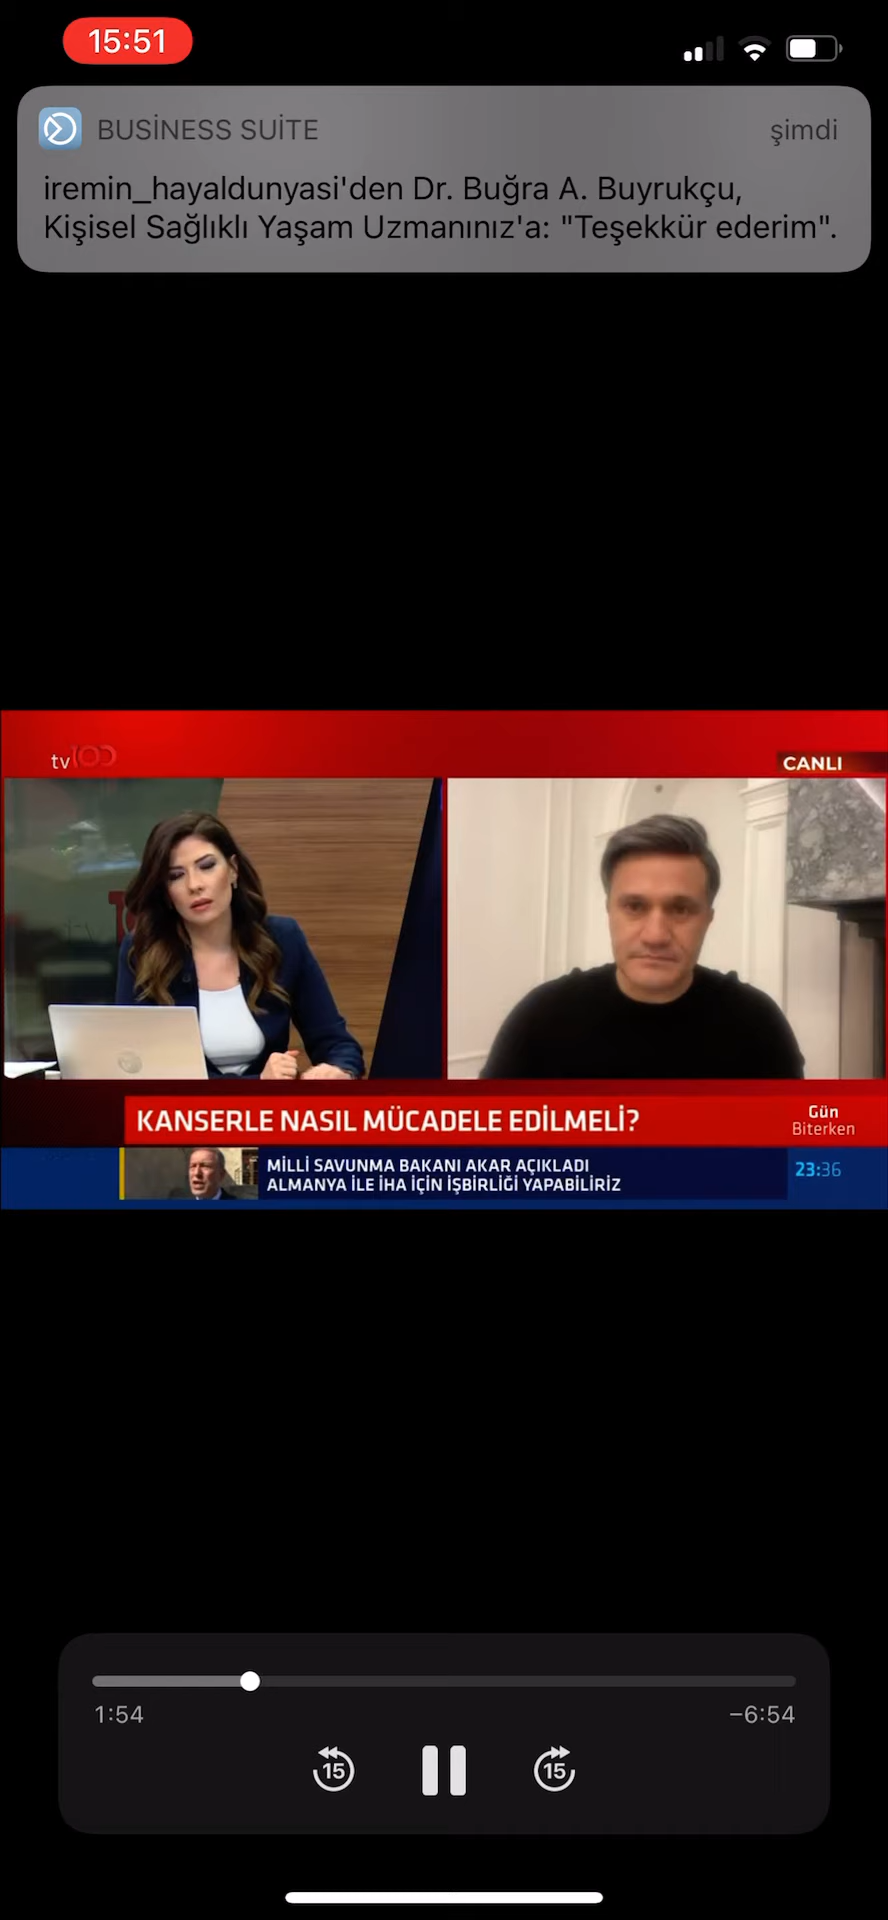 15:51
BUSİNESS SUİTE
şimdi
iremin_hayaldunyasi'den Dr. Buğra A. Buyrukçu,
Kişisel Sağlıklı Yaşam Uzmanınız'a: "Teşekkür ederim".
tv100
CANLI
KANSERLE NASIL MÜCADELE EDİLMELİ?
Gün
Biterken
MİLLİ SAVUNMA BAKANI AKAR AÇIKLADI
ALMANYA İLE İHA İÇİN İŞBİRLİĞİ YAPABİLİRİZ
23:36
1:54
−6:54
15
15